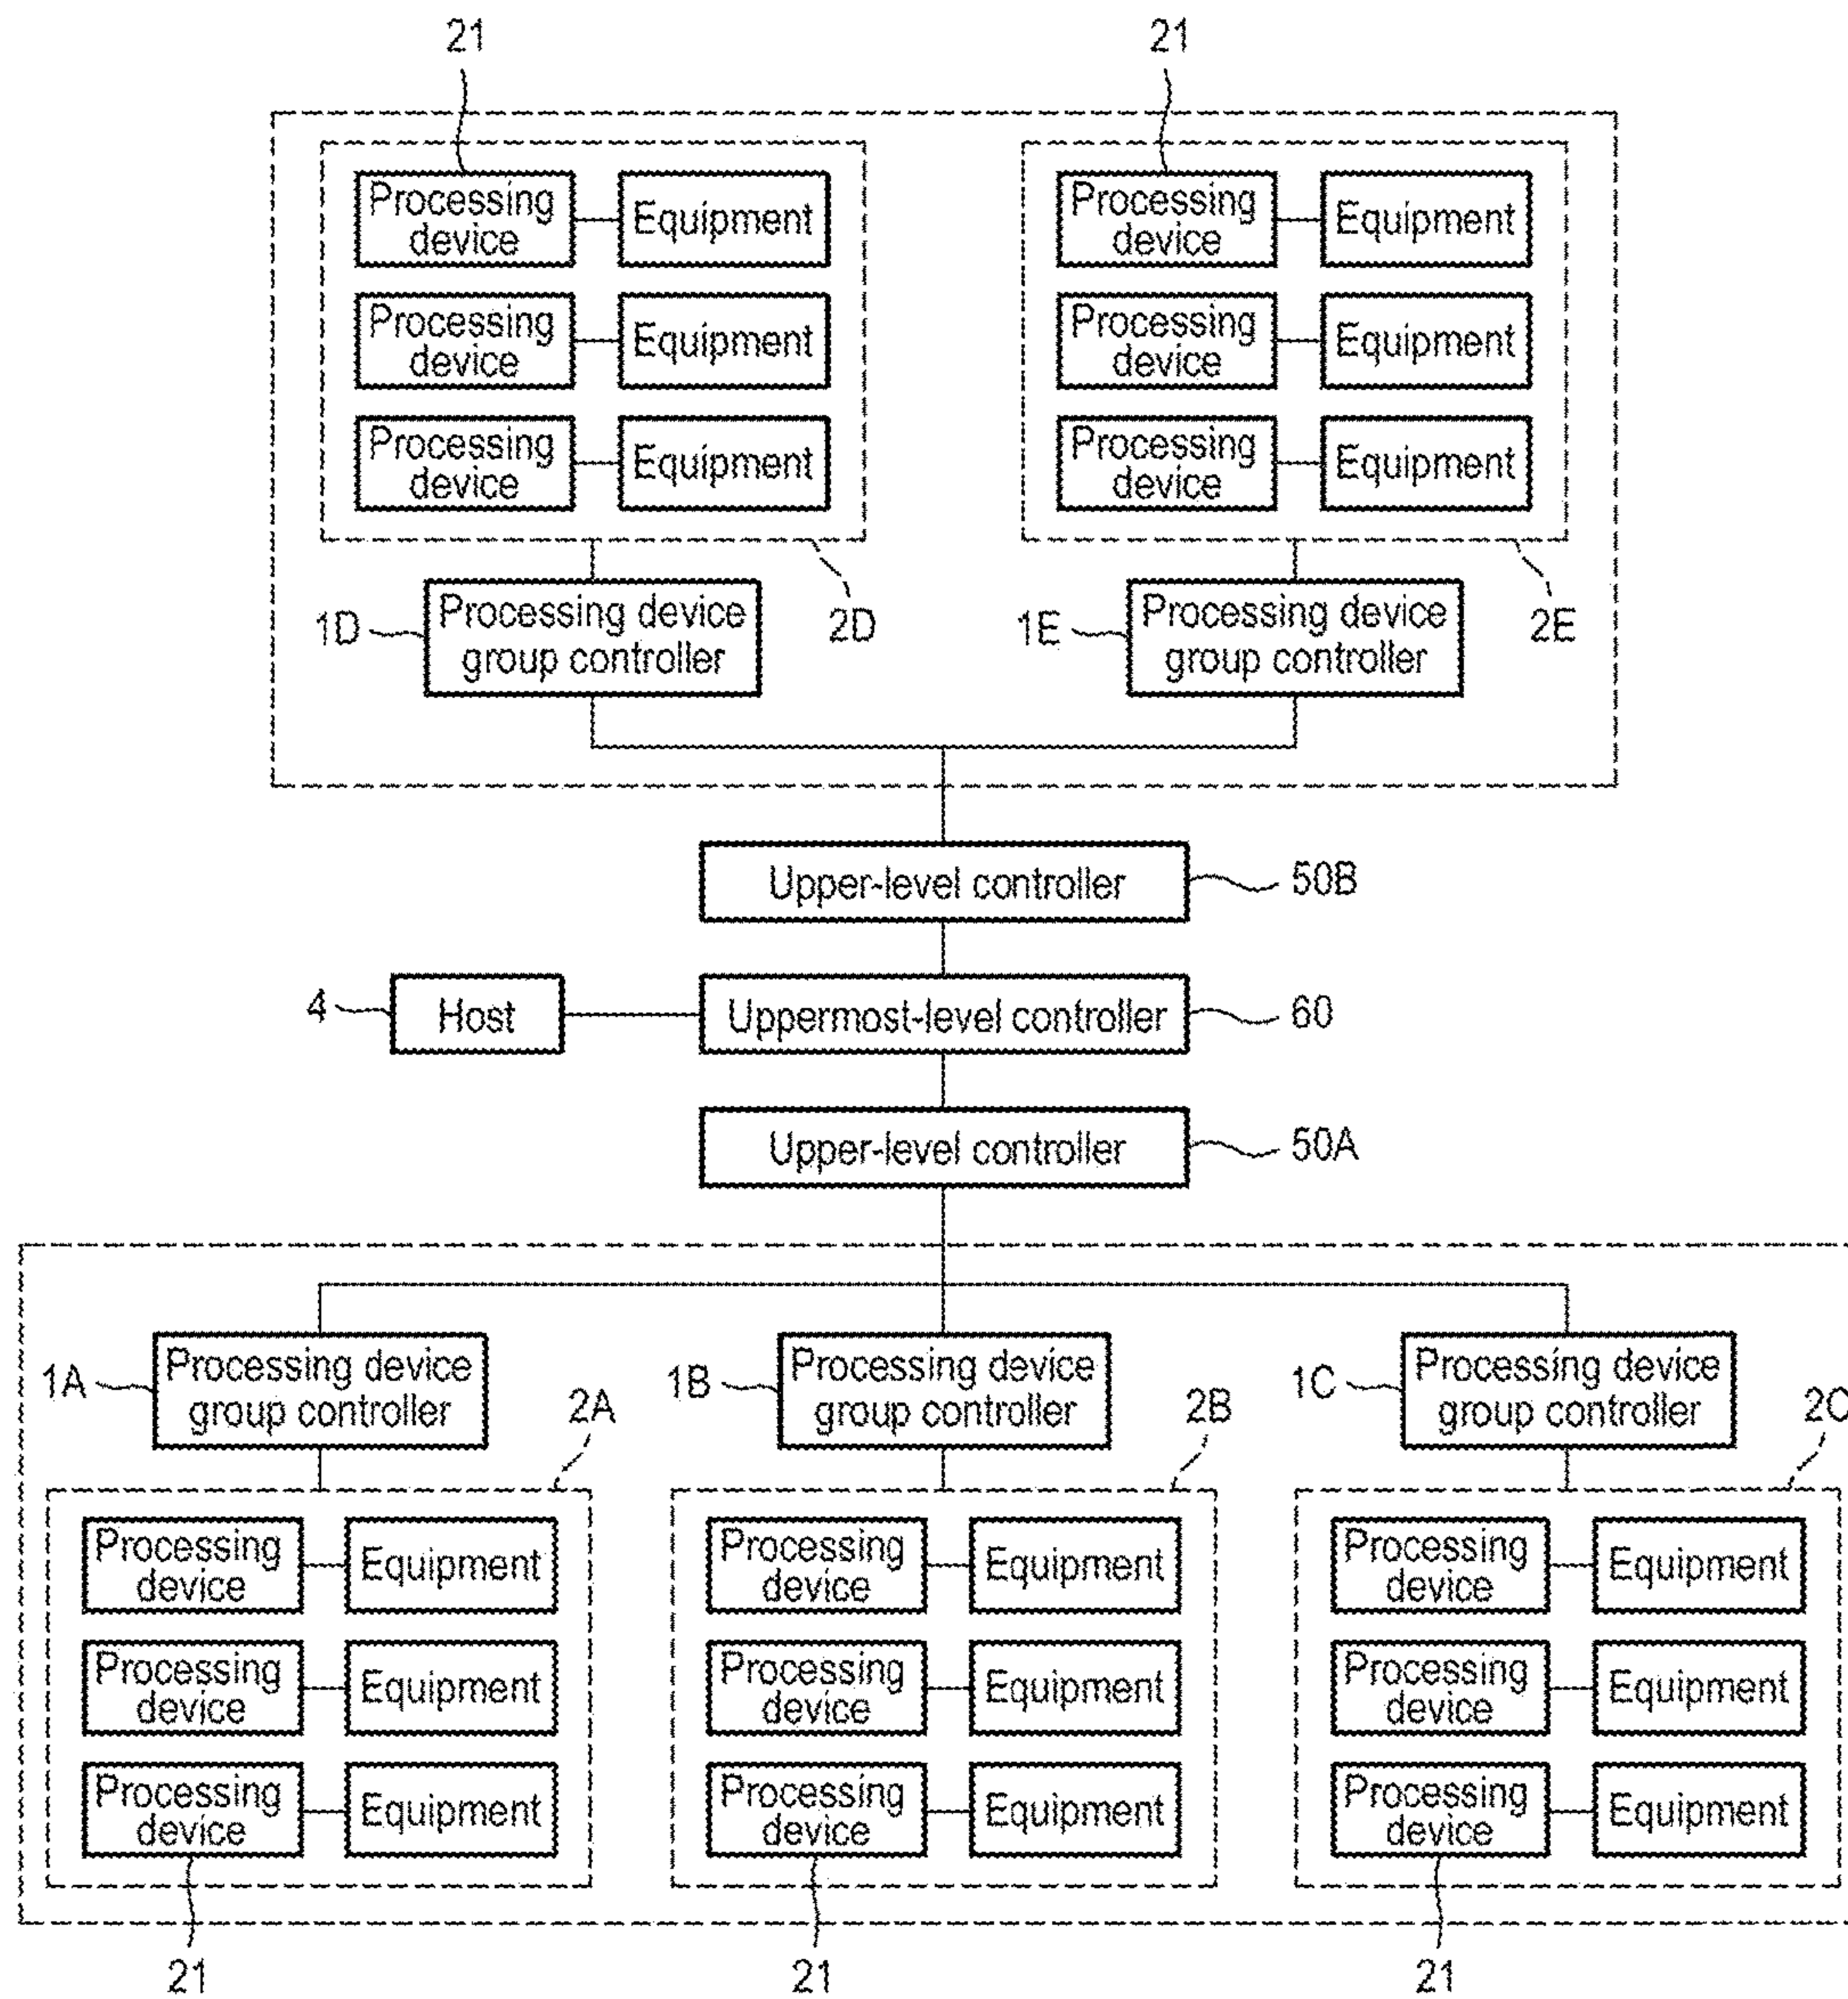 21
21
Processing
device
Equipment
Processing
device
Equipment
Processing
device
Equipment
Processing
device
Equipment
Processing
device
Equipment
Processing
device
Equipment
1D
Processing device
group controller
2D
1E
Processing device
group controller
2E
Upper-level controller
50B
4
Host
Uppermost-level controller
60
Upper-level controller
50A
1A
Processing device
group controller
2A
1B
Processing device
group controller
2B
1C
Processing device
group controller
2C
Processing
device
Equipment
Processing
device
Equipment
Processing
device
Equipment
Processing
device
Equipment
Processing
device
Equipment
Processing
device
Equipment
Processing
device
Equipment
Processing
device
Equipment
Processing
device
Equipment
21
21
21